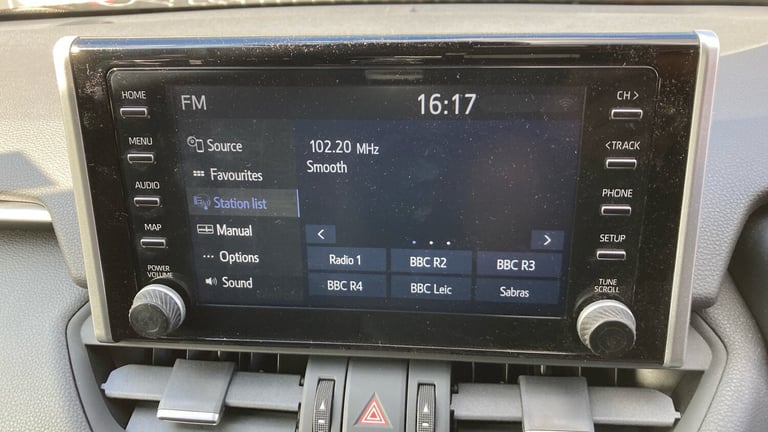 HOME
MENU
AUDIO
MAP
POWER
VOLUME
FM
16:17
Source
Favourites
Station list
Manual
Options
Sound
102.20 MHz
Smooth
<
>
Radio 1
BBC R2
BBC R3
BBC R4
BBC Leic
Sabras
CH >
< TRACK
PHONE
SETUP
TUNE
SCROLL